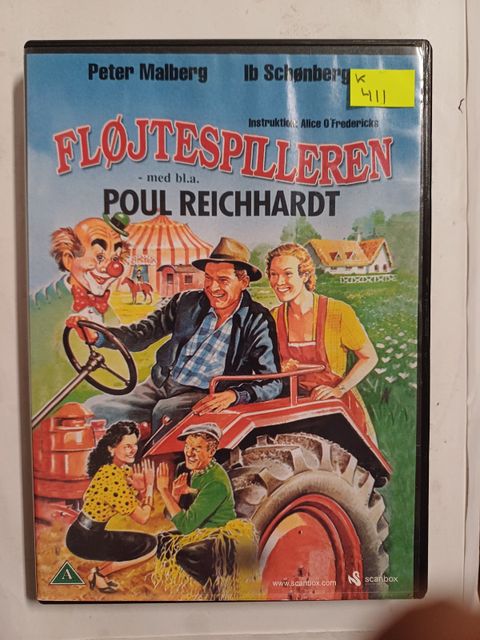 Peter Malberg Ib Schønberg
K
411
Instruktion: Alice O'Fredericks
FLØJTESPILLEREN
- med bl.a.
POUL REICHHARDT
A
www.scanbox.com scanbox